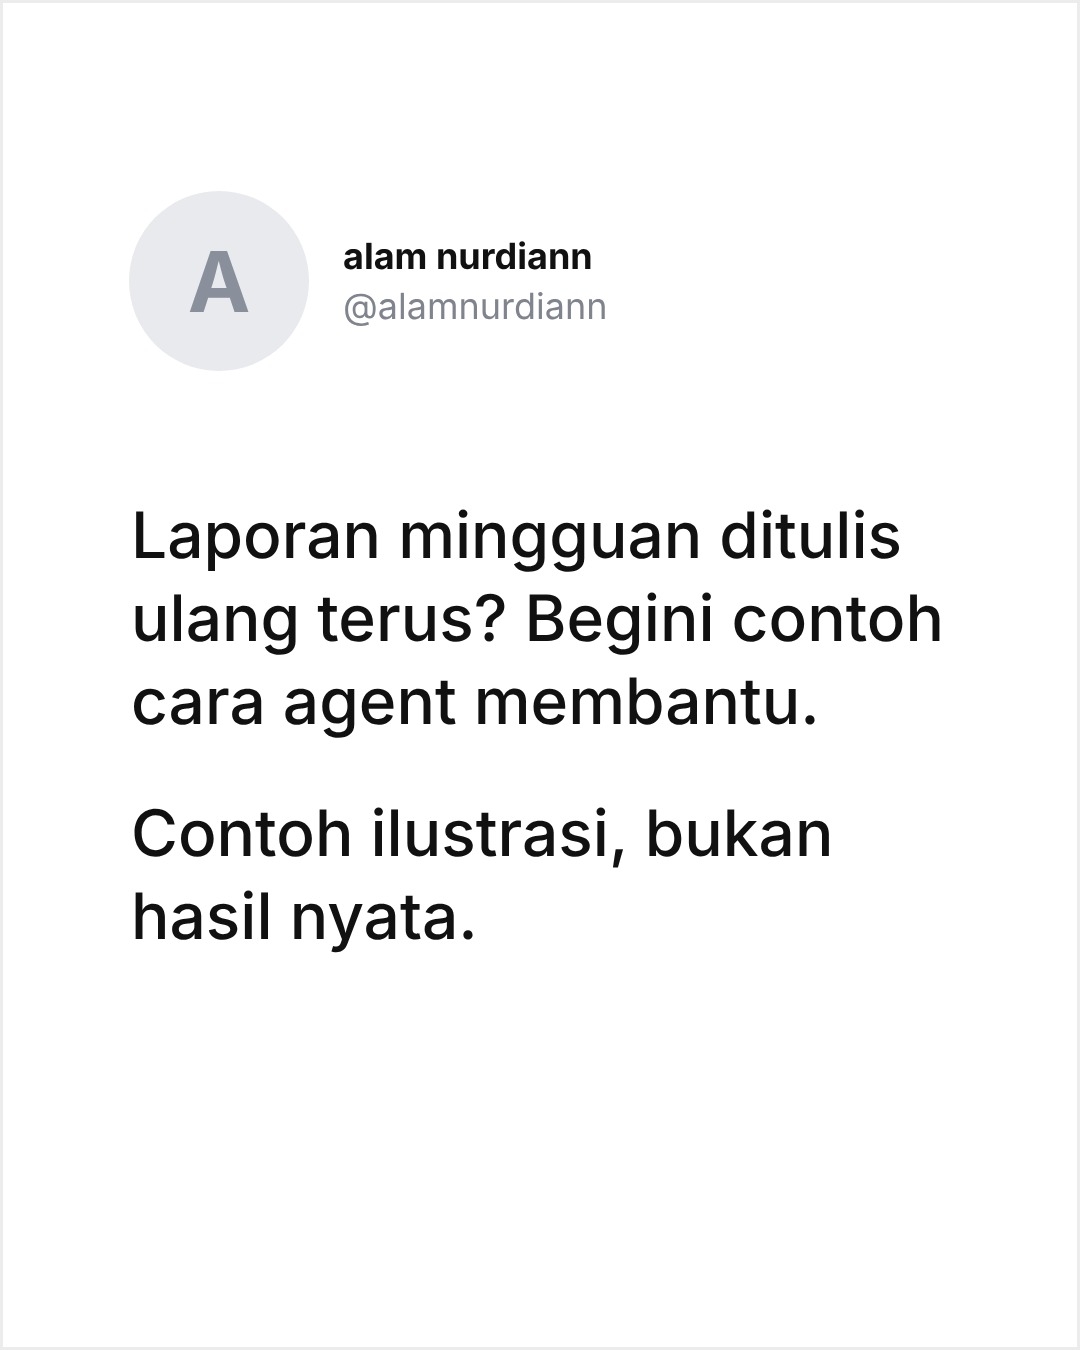 A
alam nurdiann
@alamnurdiann
Laporan mingguan ditulis
ulang terus? Begini contoh
cara agent membantu.
Contoh ilustrasi, bukan
hasil nyata.